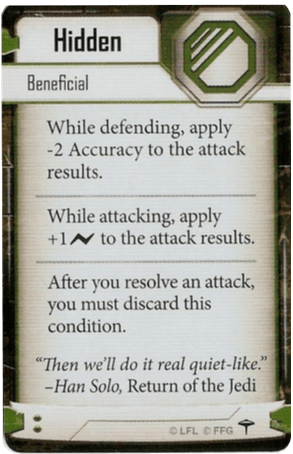 Hidden
Beneficial
While defending, apply
-2 Accuracy to the attack
results.
While attacking, apply
+1 to the attack results.
After you resolve an attack,
you must discard this
condition.
“Then we’ll do it real quiet-like.”
–Han Solo, Return of the Jedi
© LFL © FFG